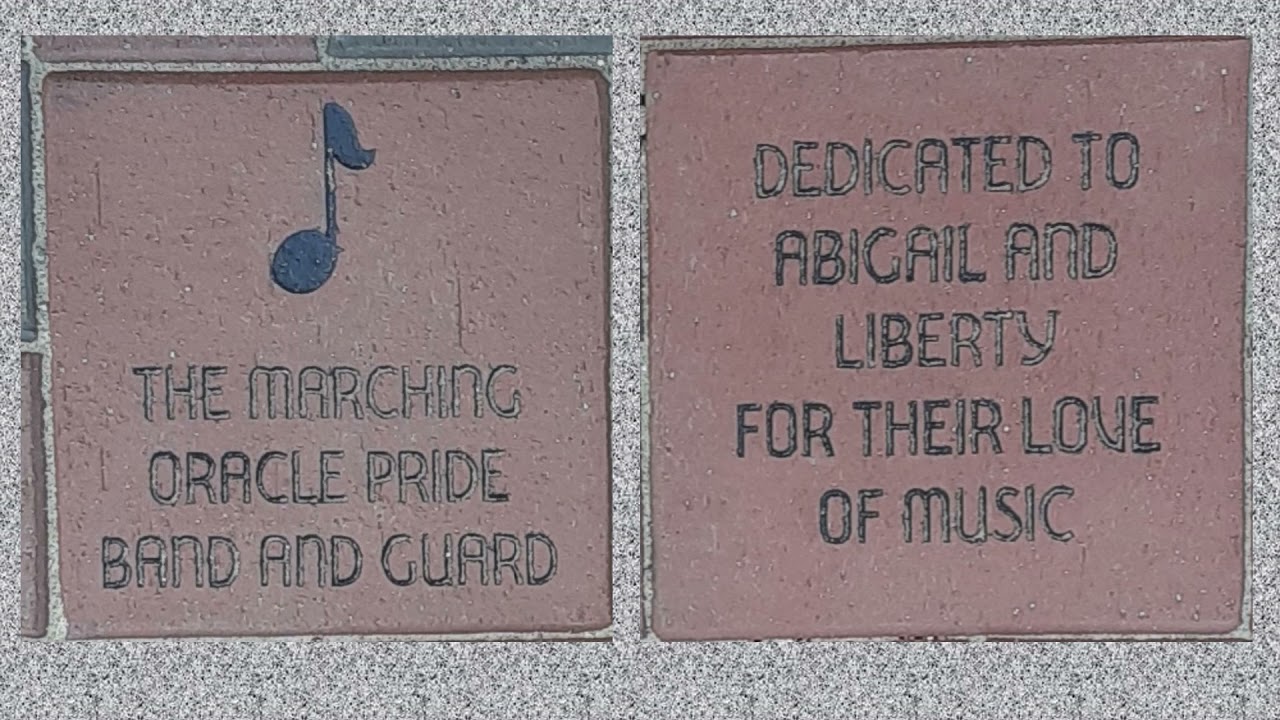 THE MARCHING
ORACLE PRIDE
BAND AND GUARD
DEDICATED TO
ABIGAIL AND
LIBERTY
FOR THEIR LOVE
OF MUSIC